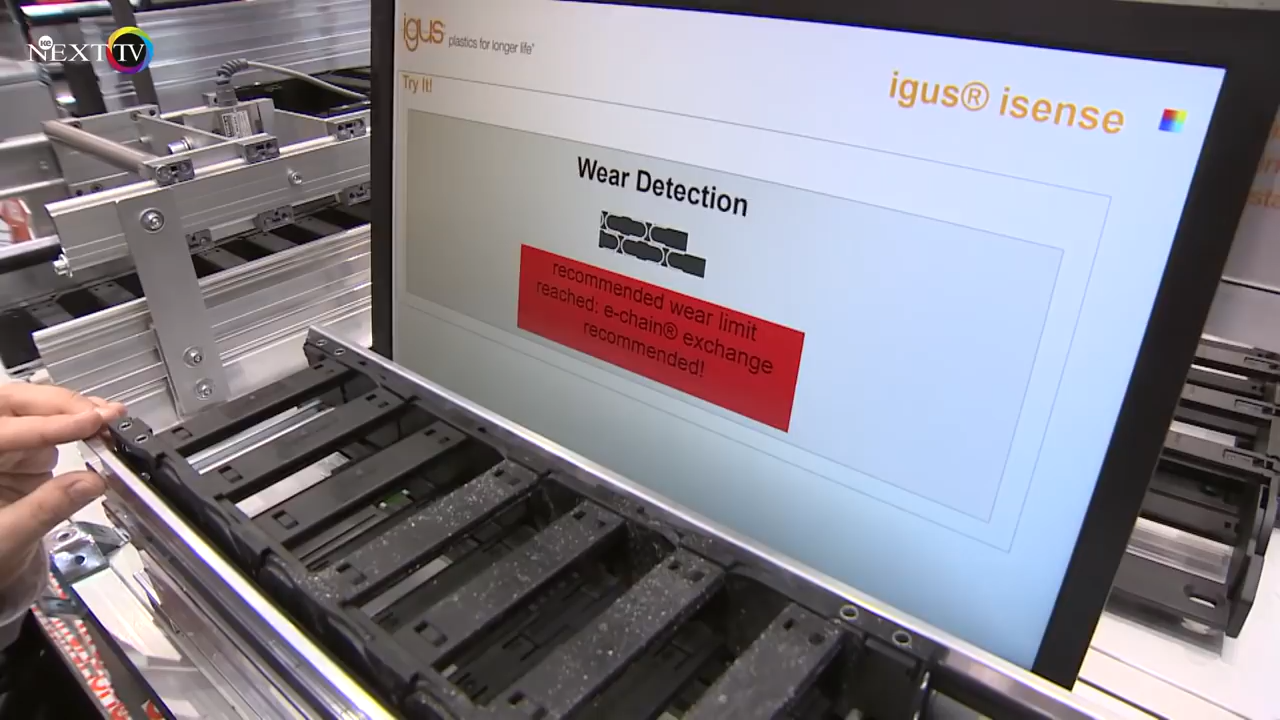 KE
NEXT TV
igus® plastics for longer life®
igus® isense
Try It!
Wear Detection
recommended wear limit
reached: e-chain® exchange
recommended!